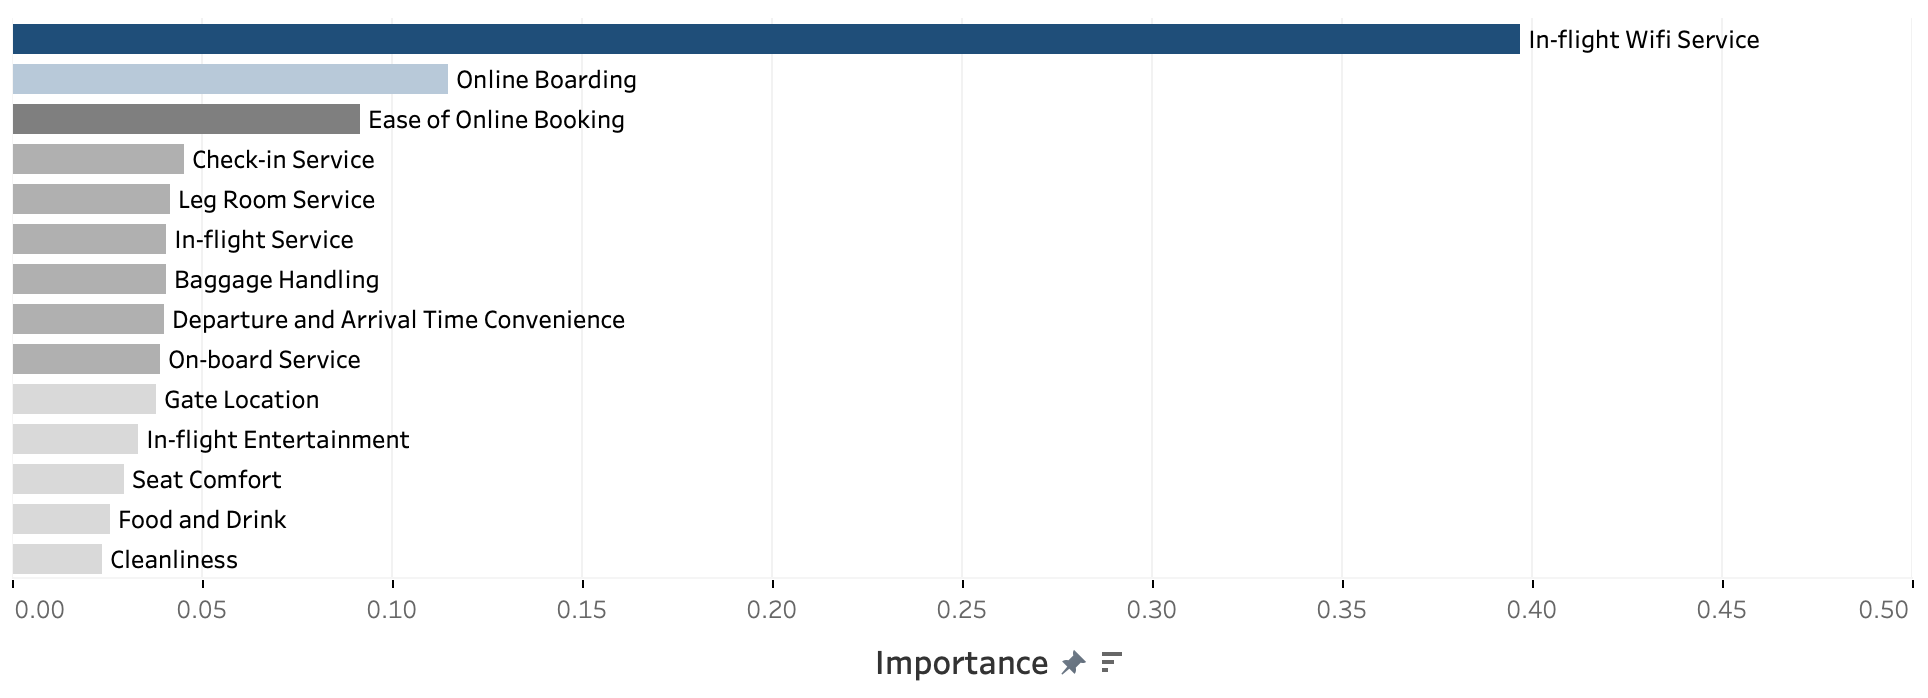 In-flight Wifi Service
Online Boarding
Ease of Online Booking
Check-in Service
Leg Room Service
In-flight Service
Baggage Handling
Departure and Arrival Time Convenience
On-board Service
Gate Location
In-flight Entertainment
Seat Comfort
Food and Drink
Cleanliness
0.00 0.05 0.10 0.15 0.20 0.25 0.30 0.35 0.40 0.45 0.50
Importance